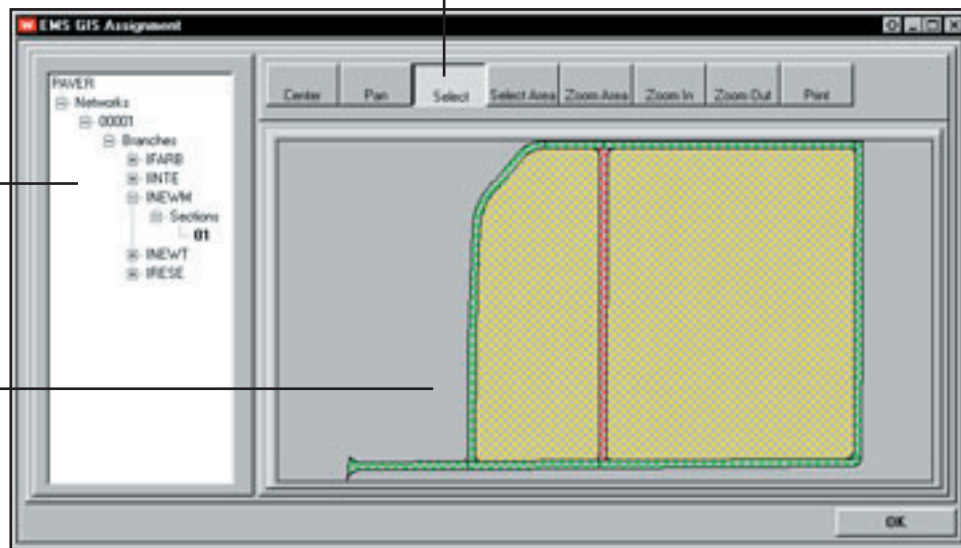 EMS GIS Assignment
PAVER
Networks
00001
Branches
IFARB
IINTE
INEWM
Sections
01
INEWT
IRESE
Center Pan Select Select Area Zoom Area Zoom In Zoom Out Print
OK